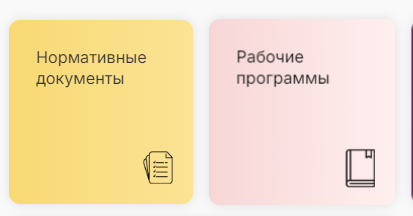 Нормативные
документы
Рабочие
программы